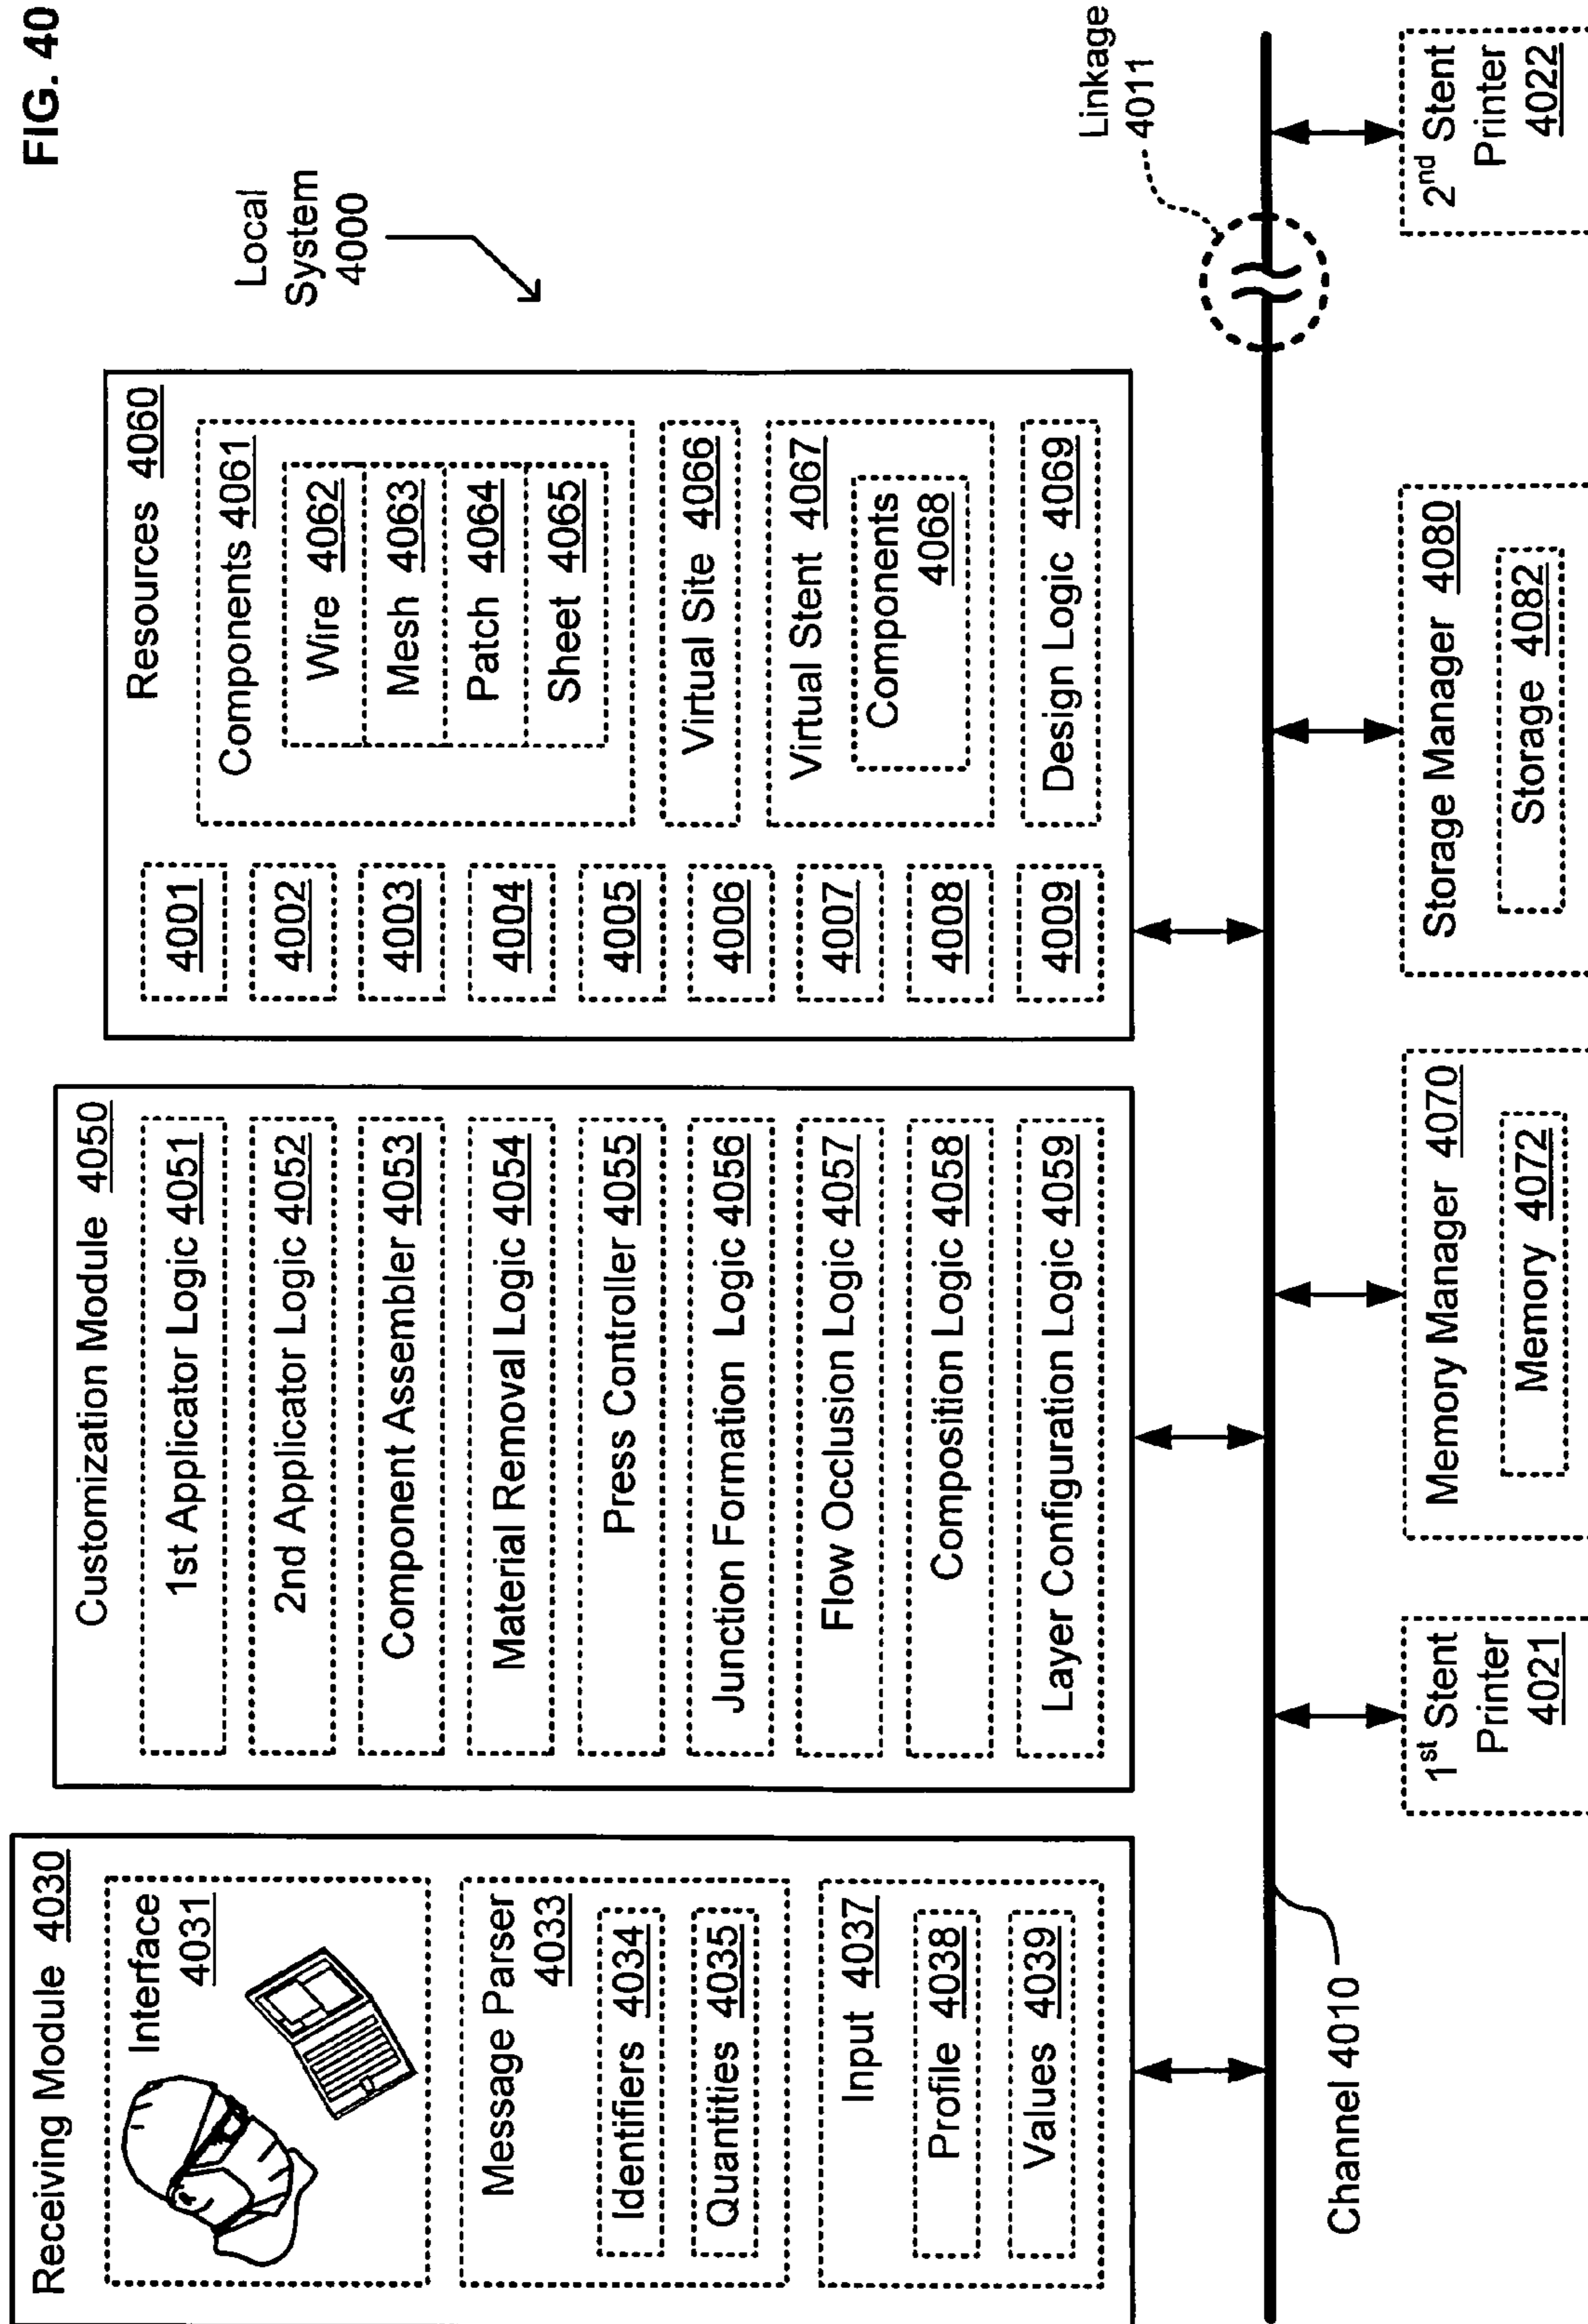 FIG. 40
Local
System
4000
Receiving Module 4030
Interface
4031
Message Parser
4033
Identifiers 4034
Quantities 4035
Input 4037
Profile 4038
Values 4039
Customization Module 4050
1st Applicator Logic 4051
2nd Applicator Logic 4052
Component Assembler 4053
Material Removal Logic 4054
Press Controller 4055
Junction Formation Logic 4056
Flow Occlusion Logic 4057
Composition Logic 4058
Layer Configuration Logic 4059
Resources 4060
4001
4002
4003
4004
4005
4006
4007
4008
4009
Components 4061
Wire 4062
Mesh 4063
Patch 4064
Sheet 4065
Virtual Site 4066
Virtual Stent 4067
Components
4068
Design Logic 4069
Linkage
4011
Channel 4010
1st Stent
Printer
4021
Memory Manager 4070
Memory 4072
Storage Manager 4080
Storage 4082
2nd Stent
Printer
4022